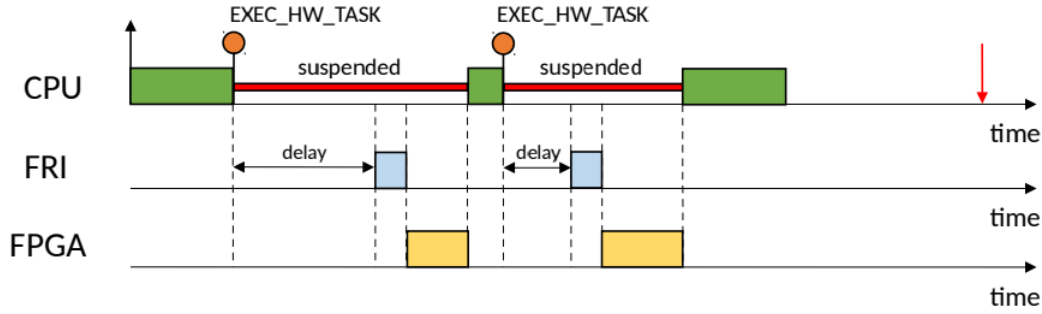 EXEC_HW_TASK EXEC_HW_TASK
suspended suspended
CPU
time
delay delay
FRI
time
FPGA
time